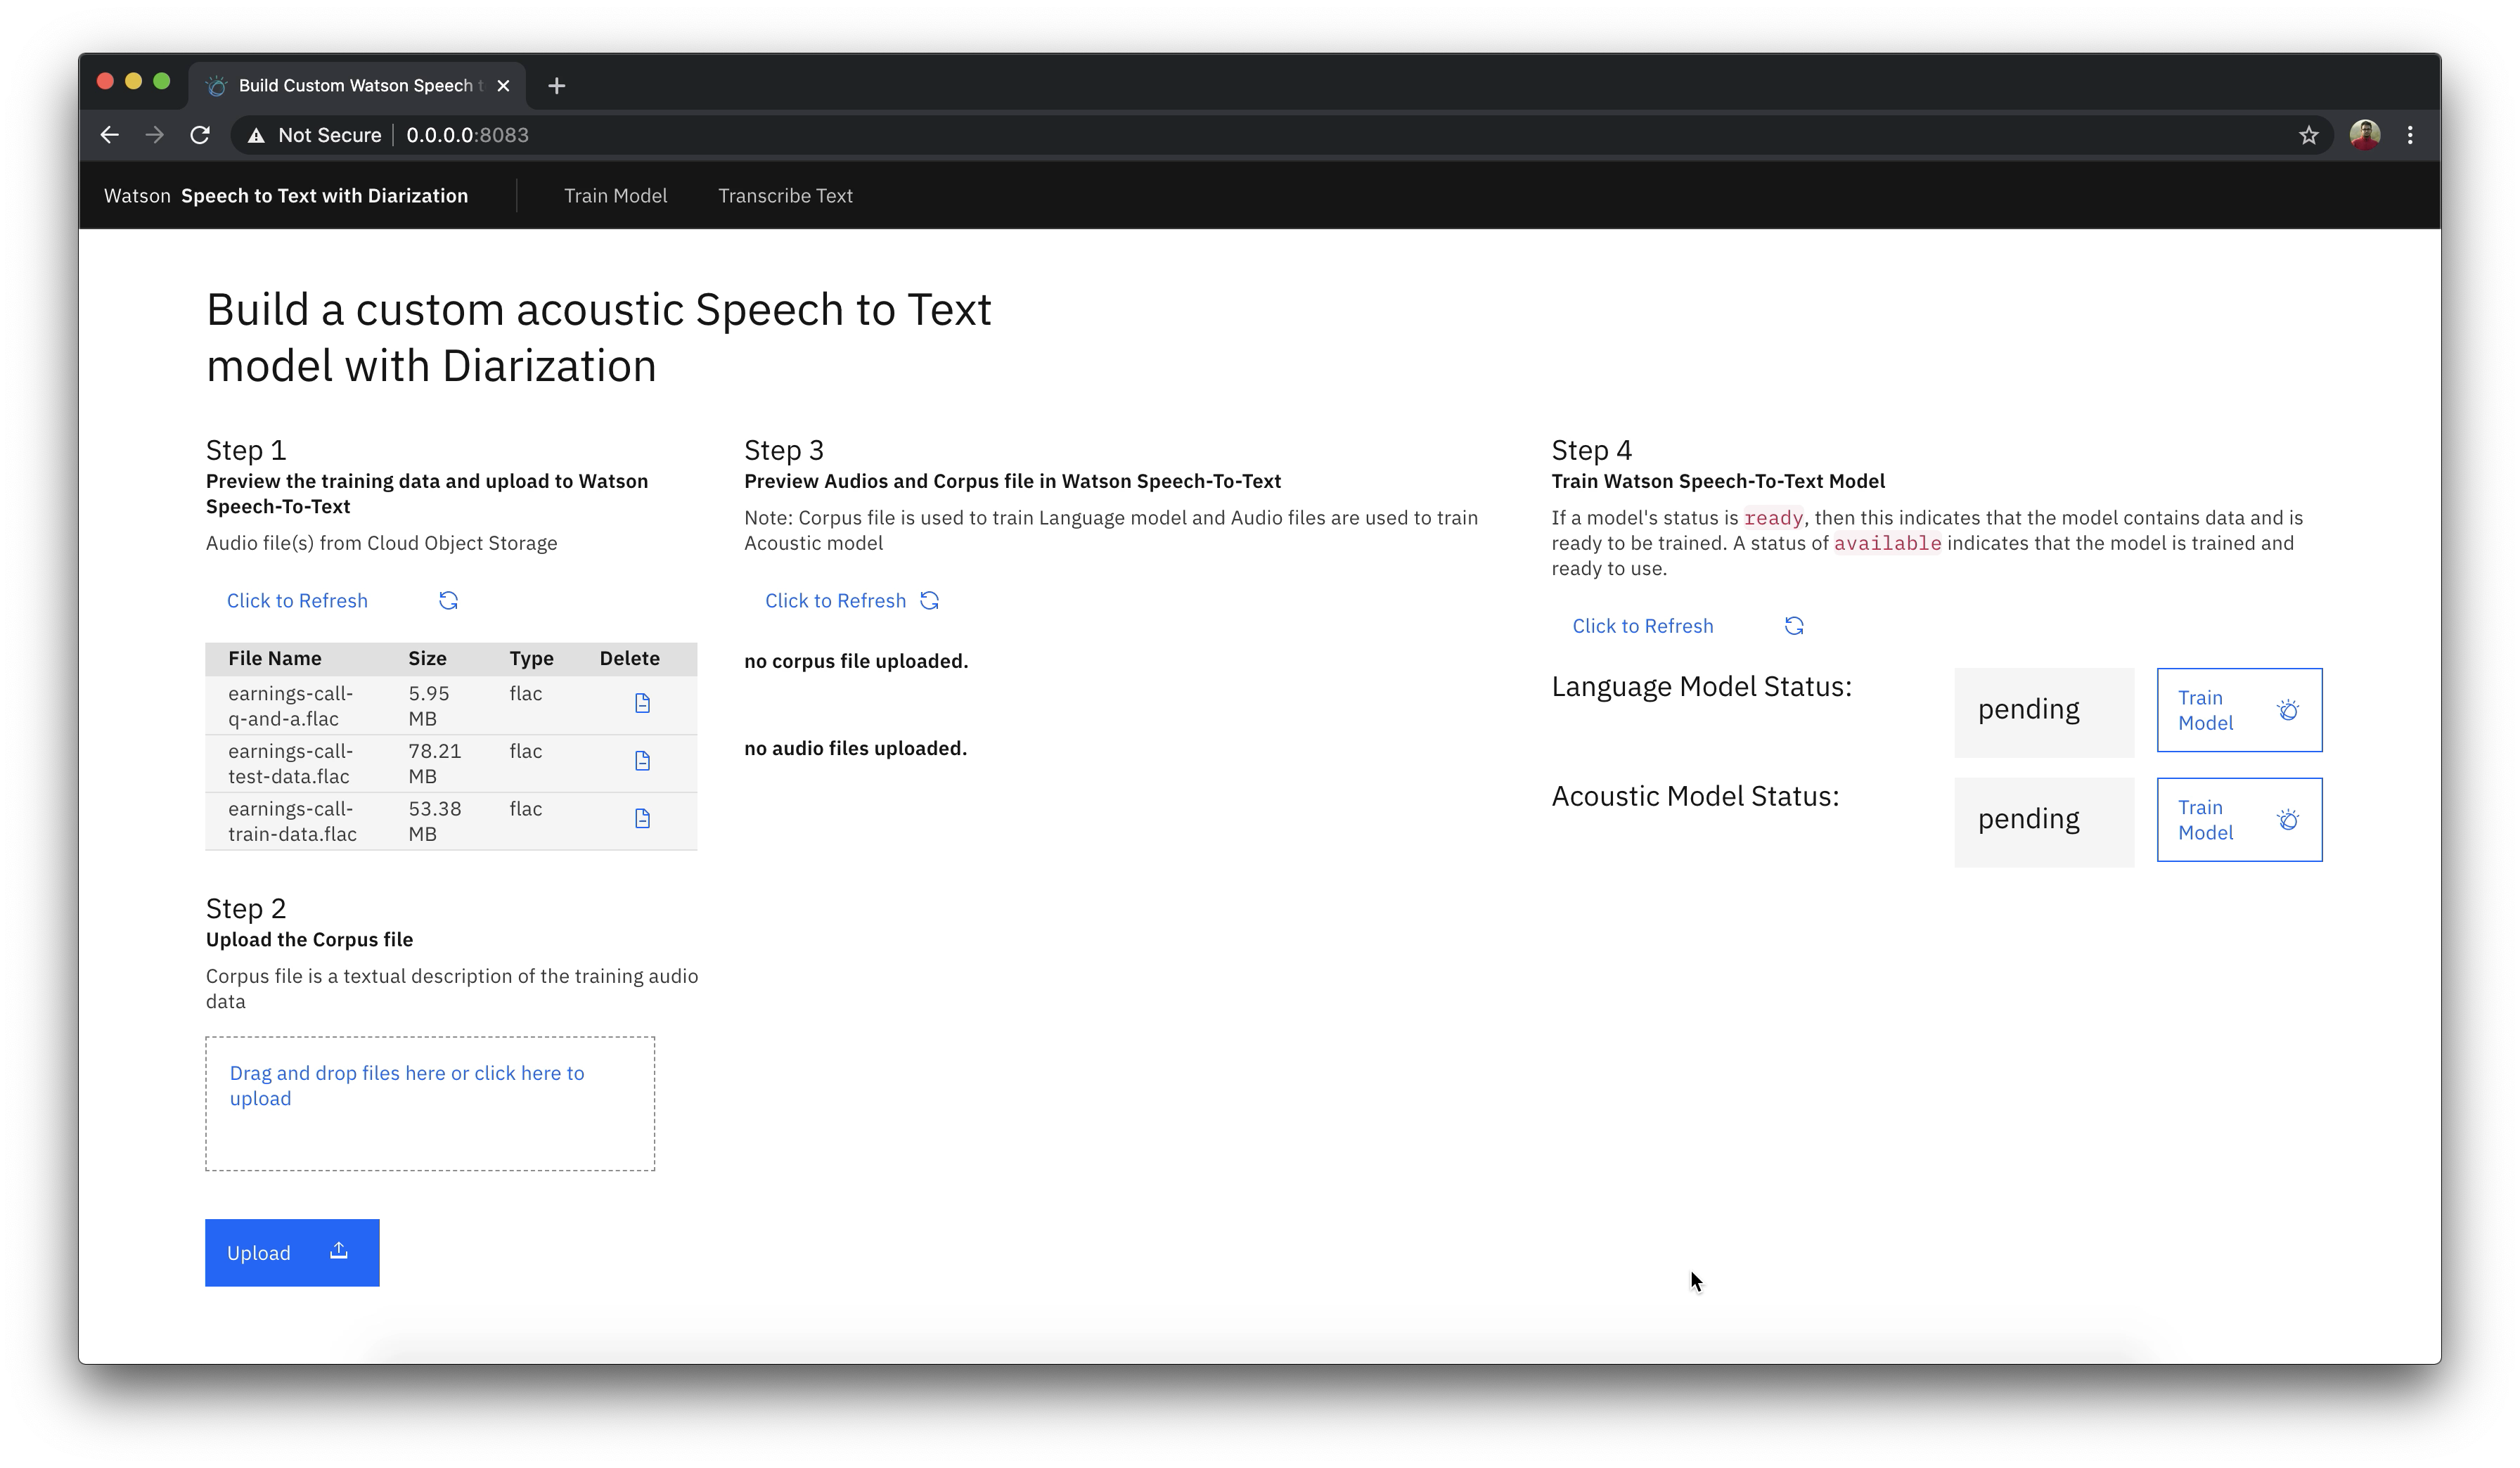 Build Custom Watson Speech t
Not Secure
0.0.0.0:8083
Watson Speech to Text with Diarization
Train Model
Transcribe Text
Build a custom acoustic Speech to Text
model with Diarization
Step 1
Preview the training data and upload to Watson
Speech-To-Text
Audio file(s) from Cloud Object Storage
Click to Refresh
File Name Size Type Delete
earnings-call- 5.95 flac
q-and-a.flac MB
earnings-call- 78.21 flac
test-data.flac MB
earnings-call- 53.38 flac
train-data.flac MB
Step 2
Upload the Corpus file
Corpus file is a textual description of the training audio
data
Drag and drop files here or click here to
upload
Upload
Step 3
Preview Audios and Corpus file in Watson Speech-To-Text
Note: Corpus file is used to train Language model and Audio files are used to train
Acoustic model
Click to Refresh
no corpus file uploaded.
no audio files uploaded.
Step 4
Train Watson Speech-To-Text Model
If a model's status is ready, then this indicates that the model contains data and is
ready to be trained. A status of available indicates that the model is trained and
ready to use.
Click to Refresh
Language Model Status:
pending
Train
Model
Acoustic Model Status:
pending
Train
Model